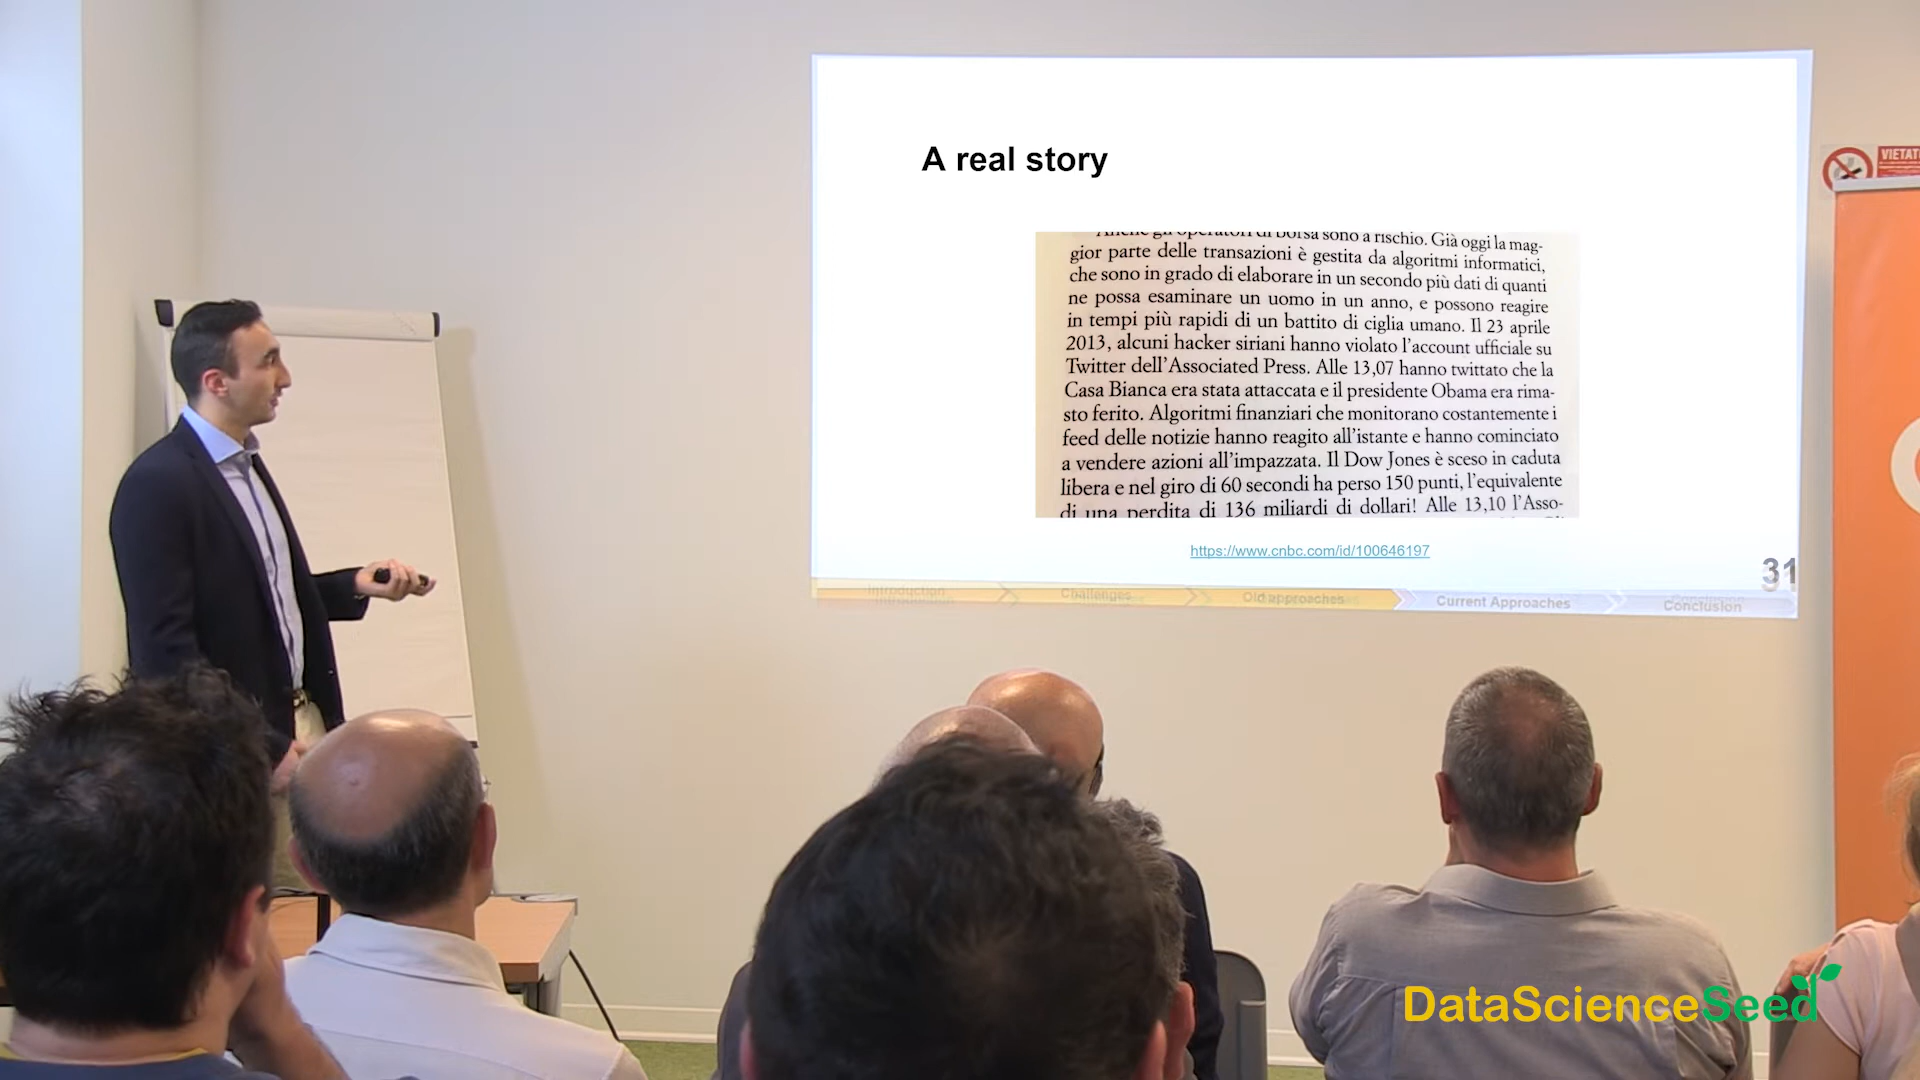 A real story
VIETAT
Anche gli operatori di borsa sono a rischio. Già oggi la mag-
gior parte delle transazioni è gestita da algoritmi informatici,
che sono in grado di elaborare in un secondo più dati di quanti
ne possa esaminare un uomo in un anno, e possono reagire
in tempi più rapidi di un battito di ciglia umano. Il 23 aprile
2013, alcuni hacker siriani hanno violato l'account ufficiale su
Twitter dell'Associated Press. Alle 13,07 hanno twittato che la
Casa Bianca era stata attaccata e il presidente Obama era rima-
sto ferito. Algoritmi finanziari che monitorano costantemente i
feed delle notizie hanno reagito all'istante e hanno cominciato
a vendere azioni all'impazzata. Il Dow Jones è sceso in caduta
libera e nel giro di 60 secondi ha perso 150 punti, l'equivalente
di una perdita di 136 miliardi di dollari! Alle 13,10 l'Asso-
https://www.cnbc.com/id/100646197
31
Introduction Challenges Old approaches Current Approaches Conclusion
DataScienceSeed